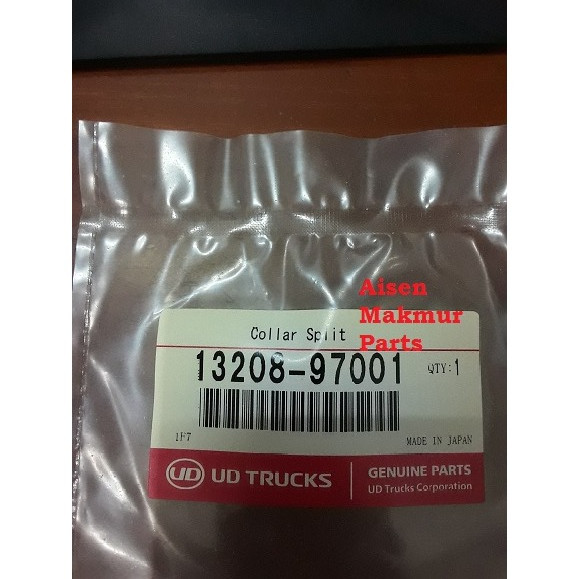 Aisen
Makmur
Parts
Collar Split
13208-97001 QTY:1
1F7
MADE IN JAPAN
UD UD TRUCKS
GENUINE PARTS
UD Trucks Corporation